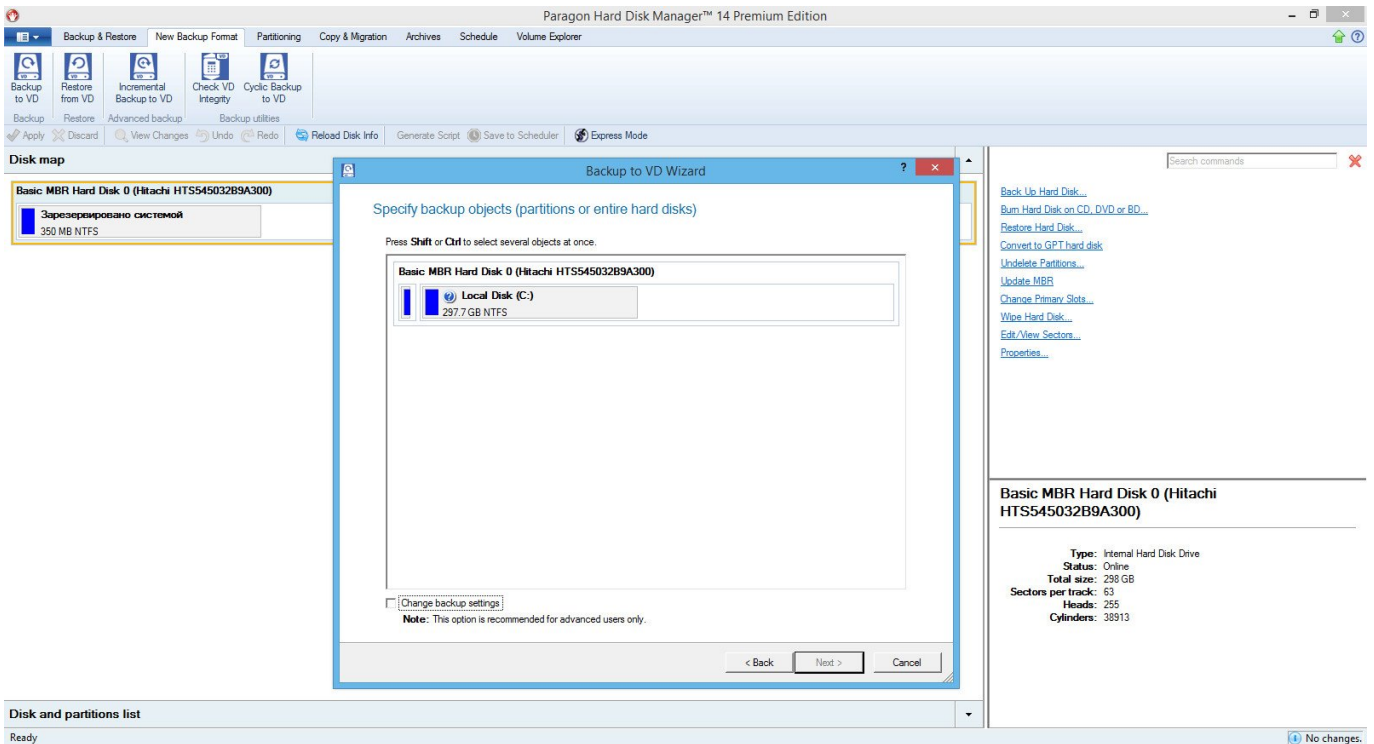 Paragon Hard Disk Manager™ 14 Premium Edition
Backup & Restore New Backup Format Partitioning Copy & Migration Archives Schedule Volume Explorer
Backup to VD
Restore from VD
Incremental Backup to VD
Check VD Integrity
Cyclic Backup to VD
Backup Restore Advanced backup Backup utilities
Apply Discard View Changes Undo Redo Reload Disk Info Generate Script Save to Scheduler Express Mode
Disk map
Basic MBR Hard Disk 0 (Hitachi HTS545032B9A300)
Зарезервировано системой
350 MB NTFS
Backup to VD Wizard
Specify backup objects (partitions or entire hard disks)
Press Shift or Ctrl to select several objects at once.
Basic MBR Hard Disk 0 (Hitachi HTS545032B9A300)
Local Disk (C:)
297.7 GB NTFS
Change backup settings
Note: This option is recommended for advanced users only.
< Back Next > Cancel
Search commands
Back Up Hard Disk...
Burn Hard Disk on CD, DVD or BD...
Restore Hard Disk...
Convert to GPT hard disk
Undelete Partitions...
Update MBR
Change Primary Slots...
Wipe Hard Disk...
Edit/View Sectors...
Properties...
Basic MBR Hard Disk 0 (Hitachi
HTS545032B9A300)
Type: Internal Hard Disk Drive
Status: Online
Total size: 298 GB
Sectors per track: 63
Heads: 255
Cylinders: 38913
Disk and partitions list
Ready
No changes.